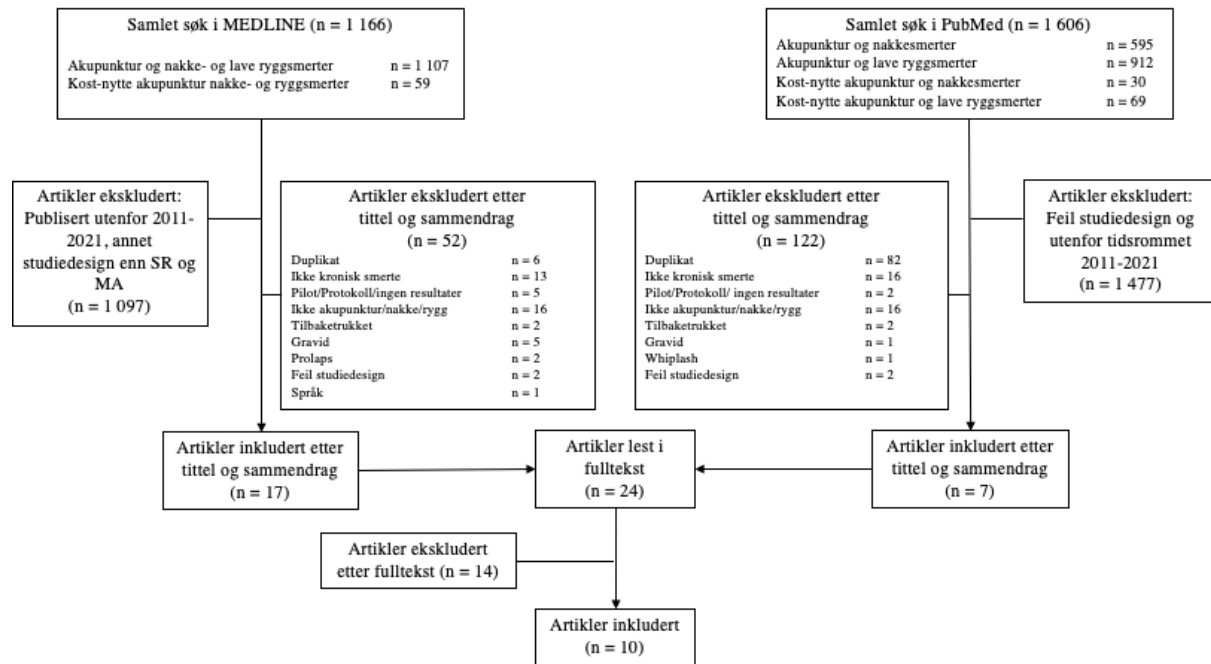 Samlet søk i MEDLINE (n = 1 166)
Akupunktur og nakke- og lave ryggsmerter n = 1 107
Kost-nytte akupunktur nakke- og ryggsmerter n = 59
Samlet søk i PubMed (n = 1 606)
Akupunktur og nakkesmerter n = 595
Akupunktur og lave ryggsmerter n = 912
Kost-nytte akupunktur og nakkesmerter n = 30
Kost-nytte akupunktur og lave ryggsmerter n = 69
Artikler ekskludert:
Publisert utenfor 2011-
2021, annet
studiedesign enn SR og
MA
(n = 1 097)
Artikler ekskludert etter
tittel og sammendrag
(n = 52)
Duplikat n = 6
Ikke kronisk smerte n = 13
Pilot/Protokoll/ingen resultater n = 5
Ikke akupunktur/nakke/rygg n = 16
Tilbaketrukket n = 2
Gravid n = 5
Prolaps n = 2
Feil studiedesign n = 2
Språk n = 1
Artikler ekskludert etter
tittel og sammendrag
(n = 122)
Duplikat n = 82
Ikke kronisk smerte n = 16
Pilot/Protokoll/ ingen resultater n = 2
Ikke akupunktur/nakke/rygg n = 16
Tilbaketrukket n = 2
Gravid n = 1
Whiplash n = 1
Feil studiedesign n = 2
Artikler ekskludert:
Feil studiedesign og
utenfor tidsrommet
2011-2021
(n = 1 477)
Artikler inkludert etter
tittel og sammendrag
(n = 17)
Artikler lest i
fulltekst
(n = 24)
Artikler inkludert etter
tittel og sammendrag
(n = 7)
Artikler ekskludert
etter fulltekst (n = 14)
Artikler inkludert
(n = 10)